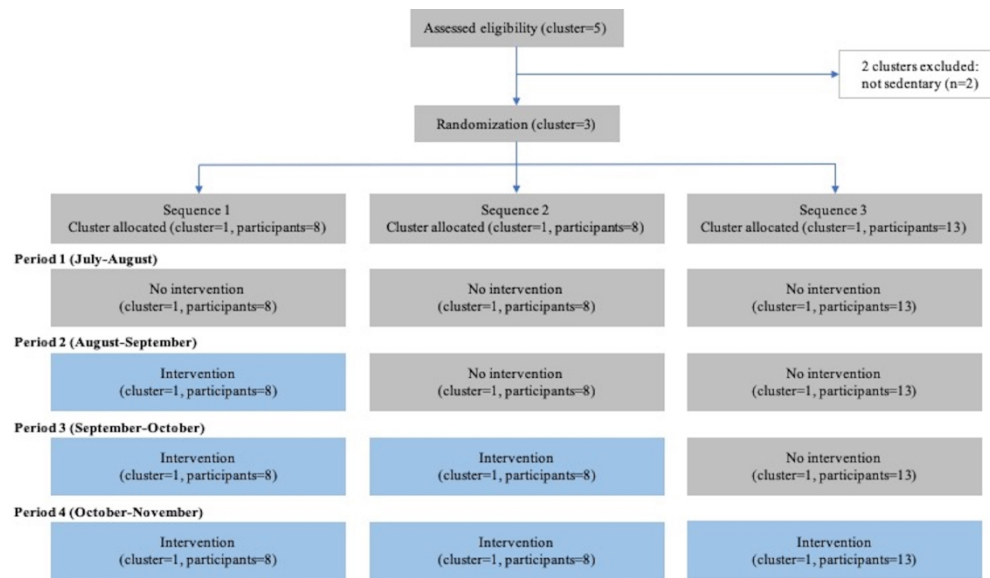 Assessed eligibility (cluster=5)
2 clusters excluded:
not sedentary (n=2)
Randomization (cluster=3)
Sequence 1
Cluster allocated (cluster=1, participants=8)
Sequence 2
Cluster allocated (cluster=1, participants=8)
Sequence 3
Cluster allocated (cluster=1, participants=13)
Period 1 (July-August)
No intervention
(cluster=1, participants=8)
No intervention
(cluster=1, participants=8)
No intervention
(cluster=1, participants=13)
Period 2 (August-September)
Intervention
(cluster=1, participants=8)
No intervention
(cluster=1, participants=8)
No intervention
(cluster=1, participants=13)
Period 3 (September-October)
Intervention
(cluster=1, participants=8)
Intervention
(cluster=1, participants=8)
No intervention
(cluster=1, participants=13)
Period 4 (October-November)
Intervention
(cluster=1, participants=8)
Intervention
(cluster=1, participants=8)
Intervention
(cluster=1, participants=13)